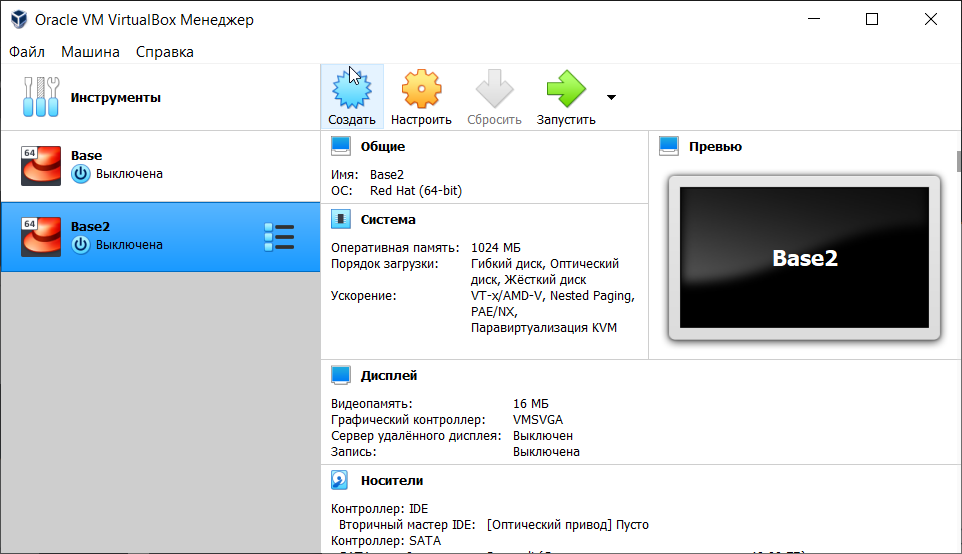 Oracle VM VirtualBox Менеджер
Файл Машина Справка
Инструменты
Создать Настроить Сбросить Запустить
64
Base
Выключена
64
Base2
Выключена
Общие
Имя: Base2
ОС: Red Hat (64-bit)
Превью
Base2
Система
Оперативная память: 1024 МБ
Порядок загрузки: Гибкий диск, Оптический
диск, Жёсткий диск
Ускорение: VT-x/AMD-V, Nested Paging,
PAE/NX,
Паравиртуализация KVM
Дисплей
Видеопамять: 16 МБ
Графический контроллер: VMSVGA
Сервер удалённого дисплея: Выключен
Запись: Выключена
Носители
Контроллер: IDE
Вторичный мастер IDE: [Оптический привод] Пусто
Контроллер: SATA